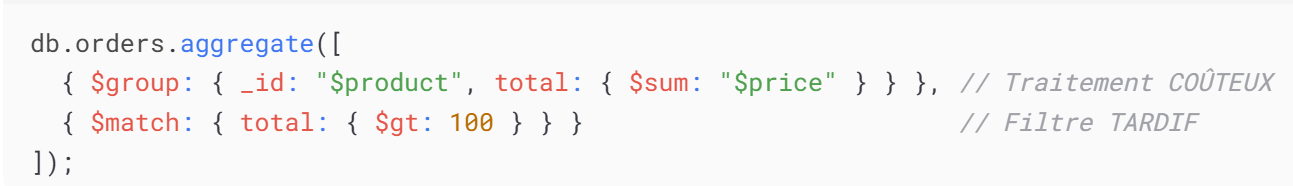 db.orders.aggregate([
  { $group: { _id: "$product", total: { $sum: "$price" } } }, // Traitement COÛTEUX
  { $match: { total: { $gt: 100 } } }                         // Filtre TARDIF
]);